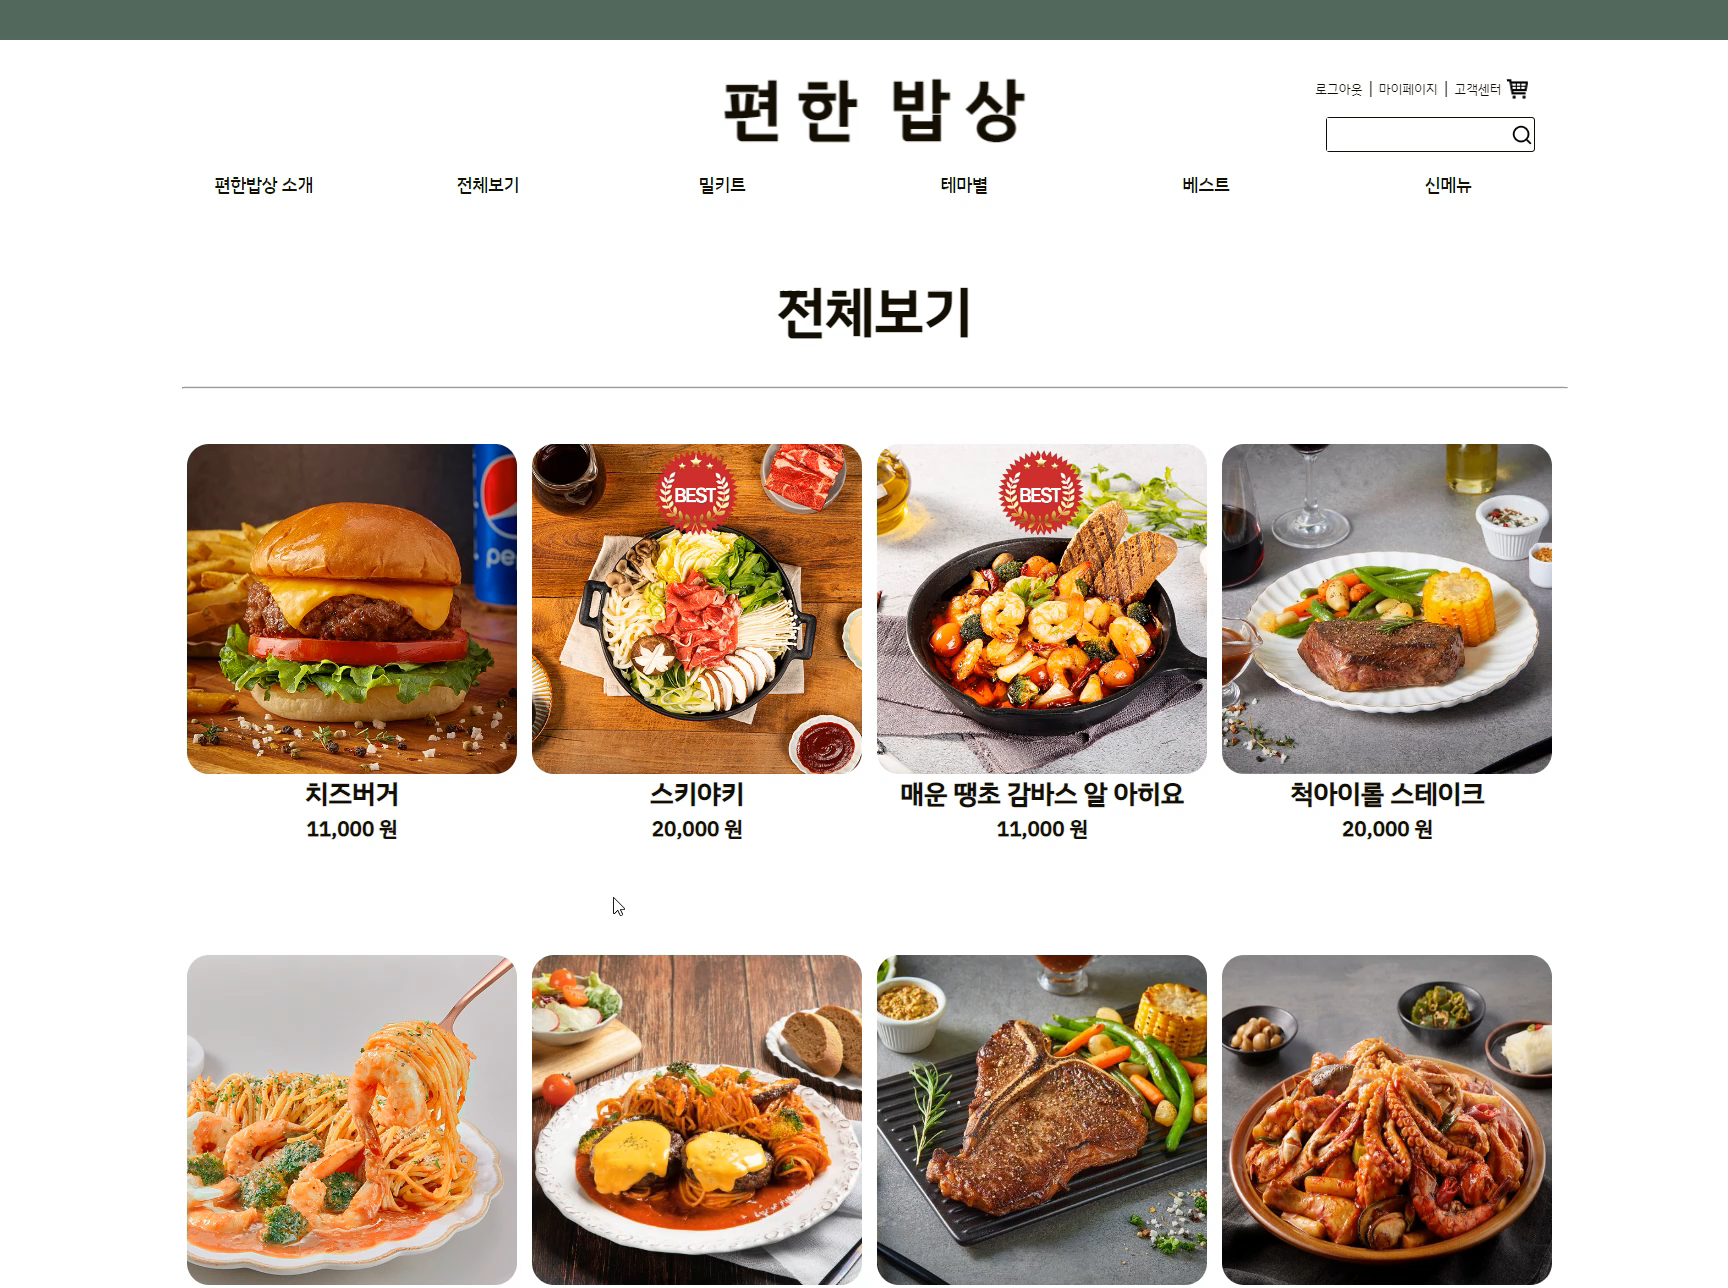 편한 밥상
로그아웃 | 마이페이지 | 고객센터
편한밥상 소개 전체보기 밀키트 테마별 베스트 신메뉴
전체보기
pep
BEST
BEST
치즈버거 스키야키 매운 땡초 감바스 알 아히요 척아이롤 스테이크
11,000 원 20,000 원 11,000 원 20,000 원